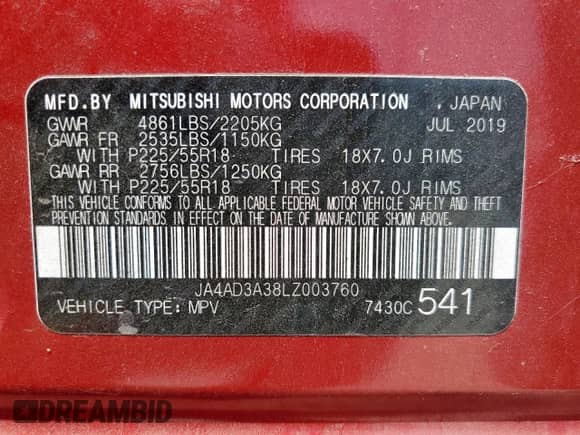 MFD.BY MITSUBISHI MOTORS CORPORATION . JAPAN
GVWR 4861LBS/2205KG JUL 2019
GAWR FR 2535LBS/1150KG
WITH P225/55R18 TIRES 18X7.0J RIMS
GAWR RR 2756LBS/1250KG
WITH P225/55R18 TIRES 18X7.0J RIMS
THIS VEHICLE CONFORMS TO ALL APPLICABLE FEDERAL MOTOR VEHICLE SAFETY AND THEFT
PREVENTION STANDARDS IN EFFECT ON THE DATE OF MANUFACTURE SHOWN ABOVE.
JA4AD3A38LZ003760
VEHICLE TYPE: MPV 7430C 541
DREAMBID